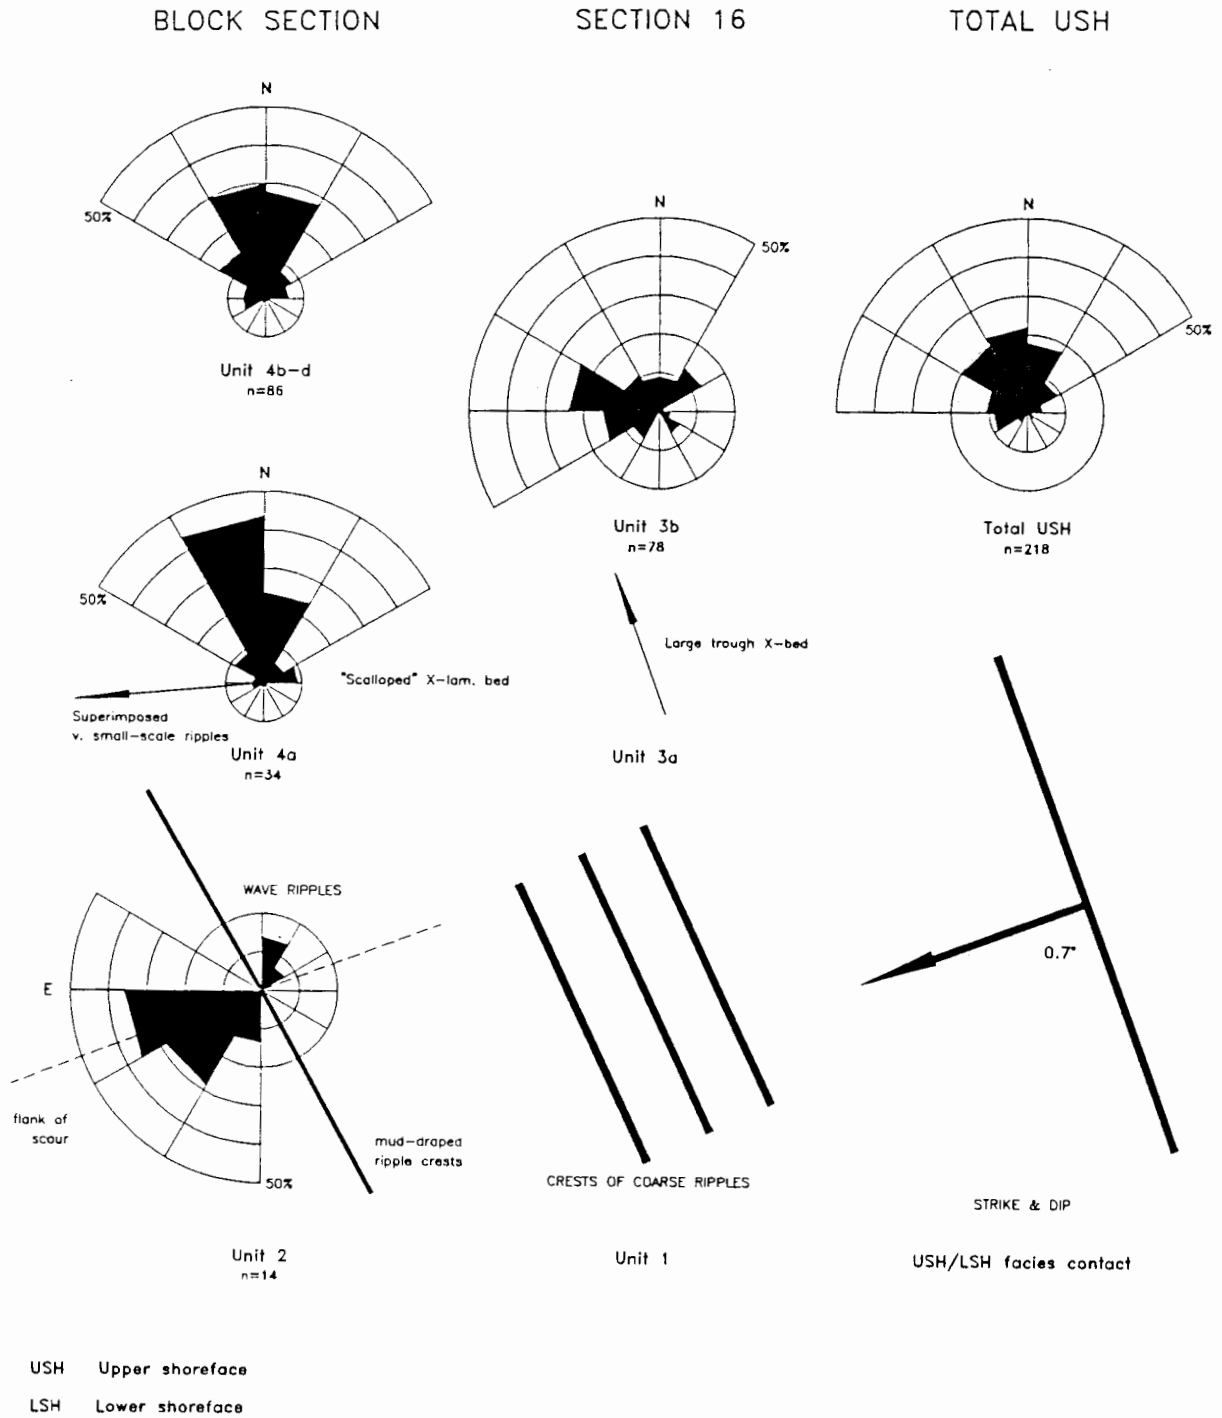 BLOCK SECTION
SECTION 16
TOTAL USH
N
50%
Unit 4b-d
n=86
N
50%
Unit 3b
n=78
N
50%
Total USH
n=218
N
50%
"Scalloped" X-lam. bed
Superimposed
v. small-scale ripples
Unit 4a
n=34
Large trough X-bed
Unit 3a
WAVE RIPPLES
E
flank of
scour
mud-draped
ripple crests
50%
Unit 2
n=14
CRESTS OF COARSE RIPPLES
Unit 1
0.7°
STRIKE & DIP
USH/LSH facies contact
USH Upper shoreface
LSH Lower shoreface